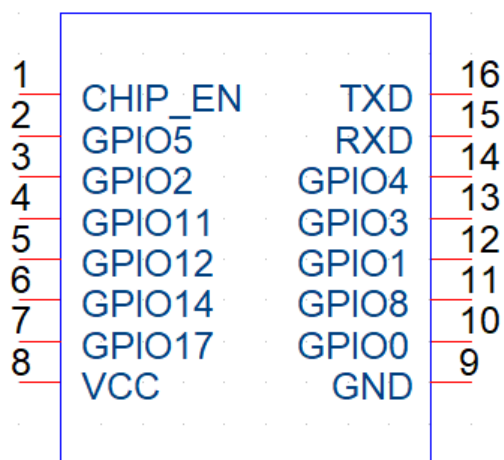 1 CHIP_EN TXD 16
2 GPIO5 RXD 15
3 GPIO2 GPIO4 14
4 GPIO11 GPIO3 13
5 GPIO12 GPIO1 12
6 GPIO14 GPIO8 11
7 GPIO17 GPIO0 10
8 VCC GND 9